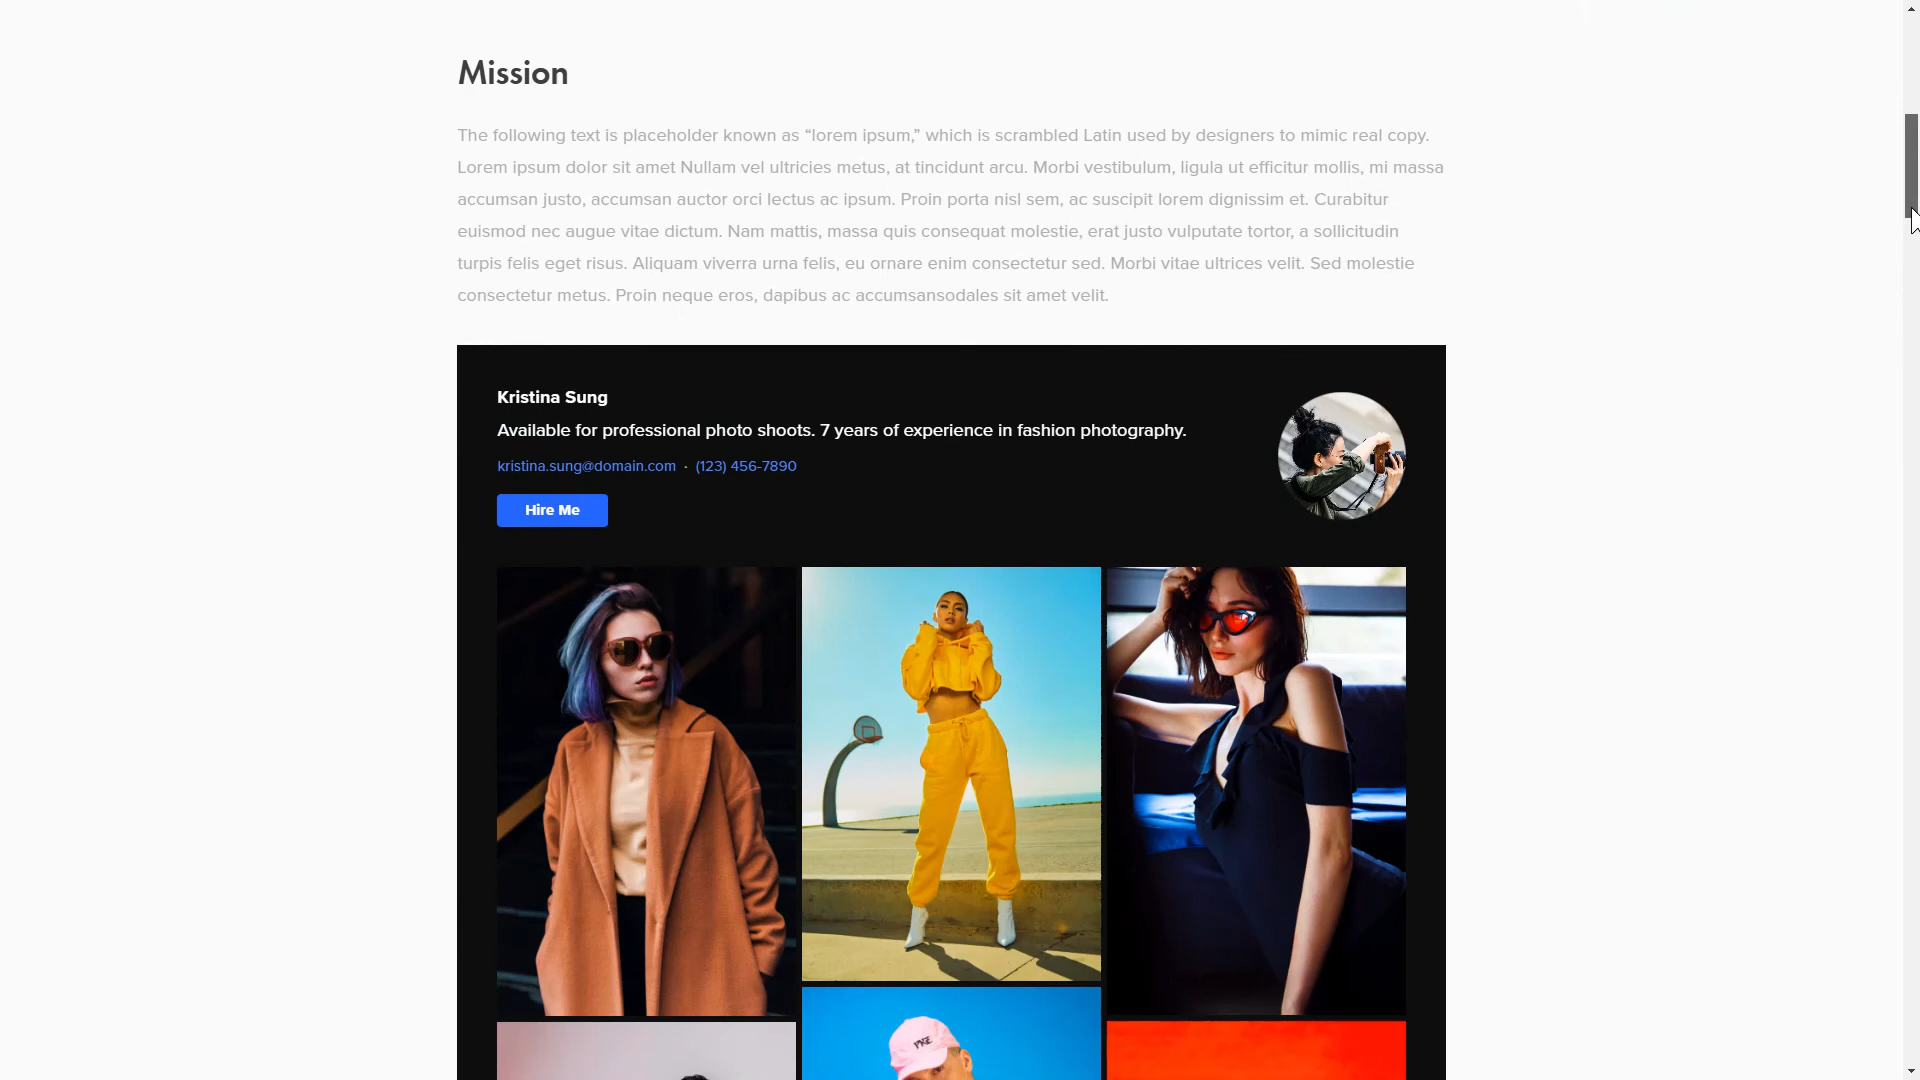 Mission
The following text is placeholder known as “lorem ipsum,” which is scrambled Latin used by designers to mimic real copy.
Lorem ipsum dolor sit amet Nullam vel ultricies metus, at tincidunt arcu. Morbi vestibulum, ligula ut efficitur mollis, mi massa
accumsan justo, accumsan auctor orci lectus ac ipsum. Proin porta nisl sem, ac suscipit lorem dignissim et. Curabitur
euismod nec augue vitae dictum. Nam mattis, massa quis consequat molestie, erat justo vulputate tortor, a sollicitudin
turpis felis eget risus. Aliquam viverra urna felis, eu ornare enim consectetur sed. Morbi vitae ultrices velit. Sed molestie
consectetur metus. Proin neque eros, dapibus ac accumsansodales sit amet velit.
Kristina Sung
Available for professional photo shoots. 7 years of experience in fashion photography.
kristina.sung@domain.com · (123) 456-7890
Hire Me